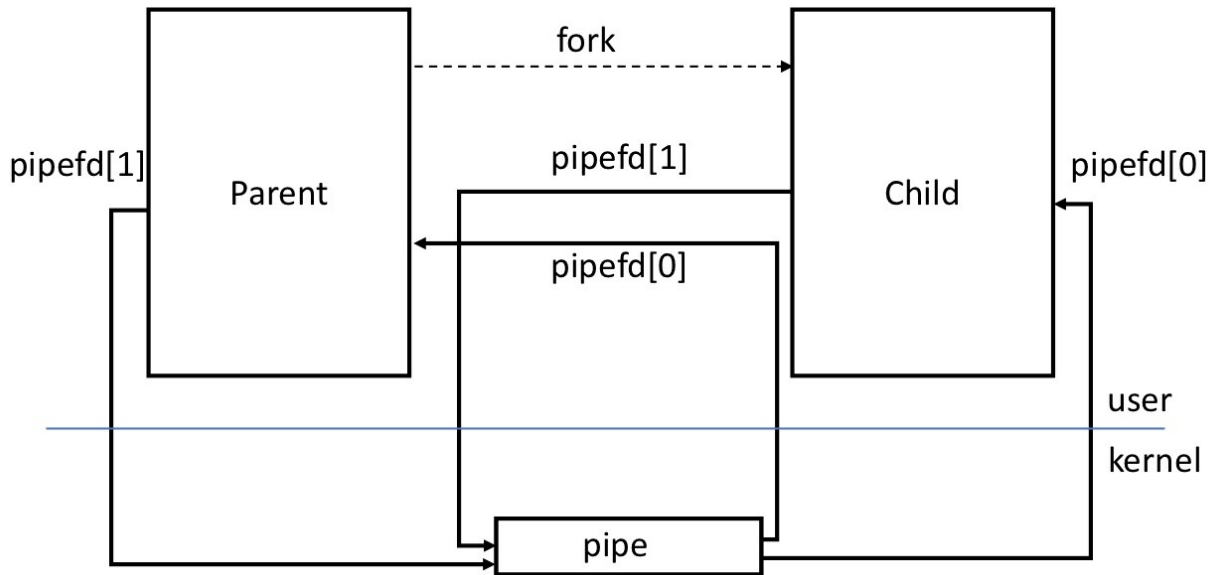 fork
pipefd[1]
Parent
pipefd[1]
Child
pipefd[0]
pipefd[0]
user
kernel
pipe